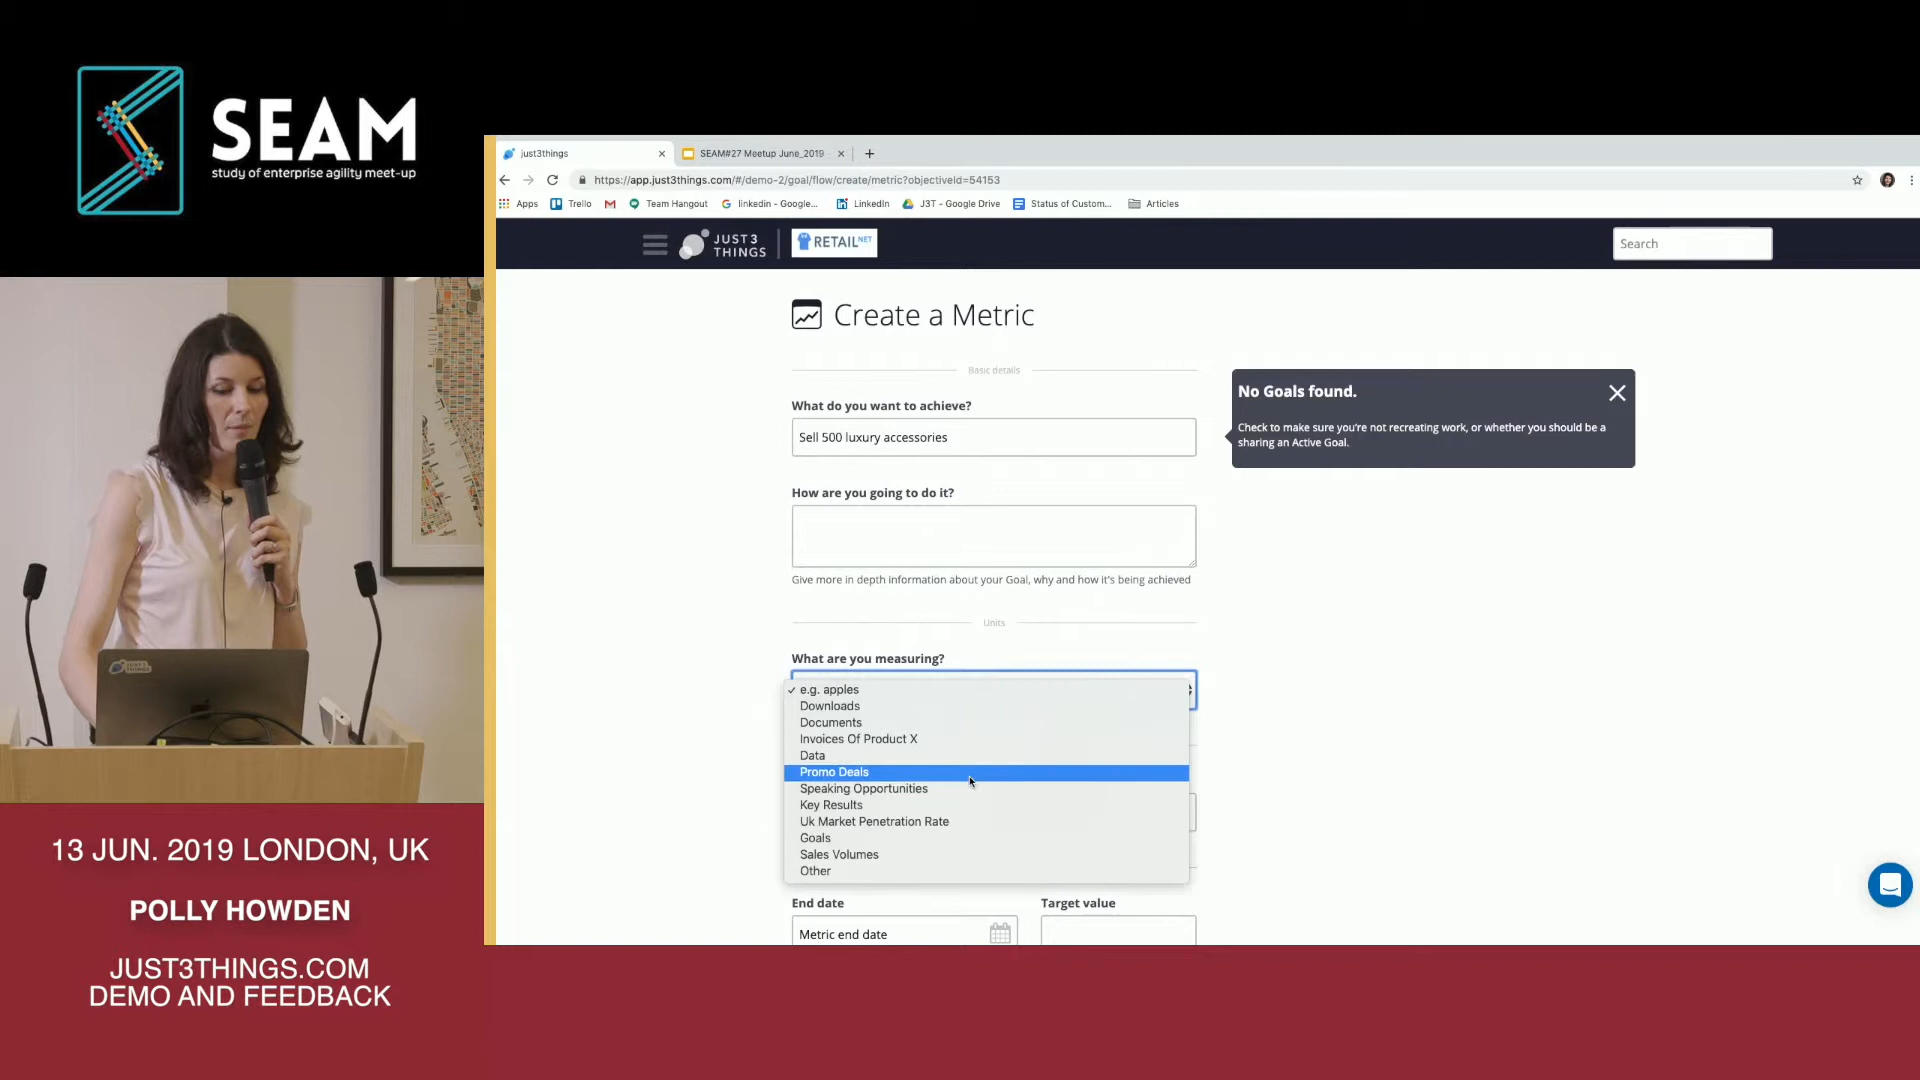 SEAM
study of enterprise agility meet-up
just3things
SEAM#27 Meetup June_2019
https://app.just3things.com/#/demo-2/goal/flow/create/metric?objectiveId=54153
Apps
Trello
Team Hangout
linkedin - Google...
LinkedIn
J3T - Google Drive
Status of Custom...
Articles
JUST3
THINGS
RETAILNET
Search
Create a Metric
Basic details
What do you want to achieve?
Sell 500 luxury accessories
No Goals found.
Check to make sure you're not recreating work, or whether you should be a
sharing an Active Goal.
How are you going to do it?
Give more in depth information about your Goal, why and how it's being achieved
Units
What are you measuring?
e.g. apples
Downloads
Documents
Invoices Of Product X
Data
Promo Deals
Speaking Opportunities
Key Results
Uk Market Penetration Rate
Goals
Sales Volumes
Other
End date
Target value
Metric end date
JUST3
THINGS
13 JUN. 2019 LONDON, UK
POLLY HOWDEN
JUST3THINGS.COM
DEMO AND FEEDBACK